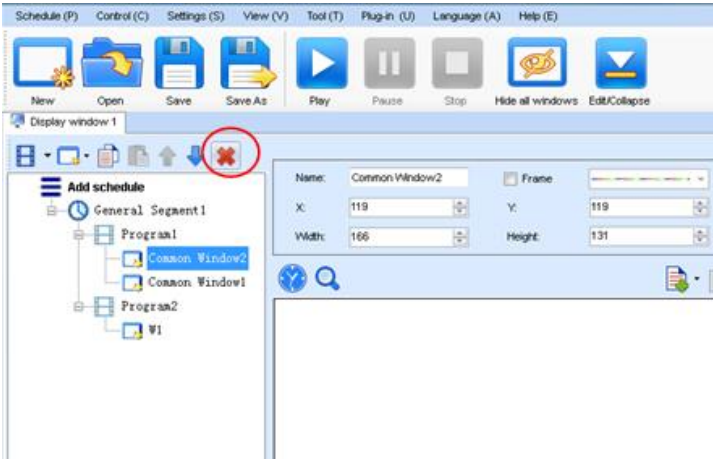 Schedule (P) Control (C) Settings (S) View (V) Tool (T) Plug-in (U) Language (A) Help (E)
New Open Save Save As Play Pause Stop Hide all windows Edit/Collapse
Display window 1
Add schedule
General Segment1
Program1
Common Window2
Common Window1
Program2
W1
Name: Common Window2 Frame
X: 119 Y: 119
Width: 166 Height: 131